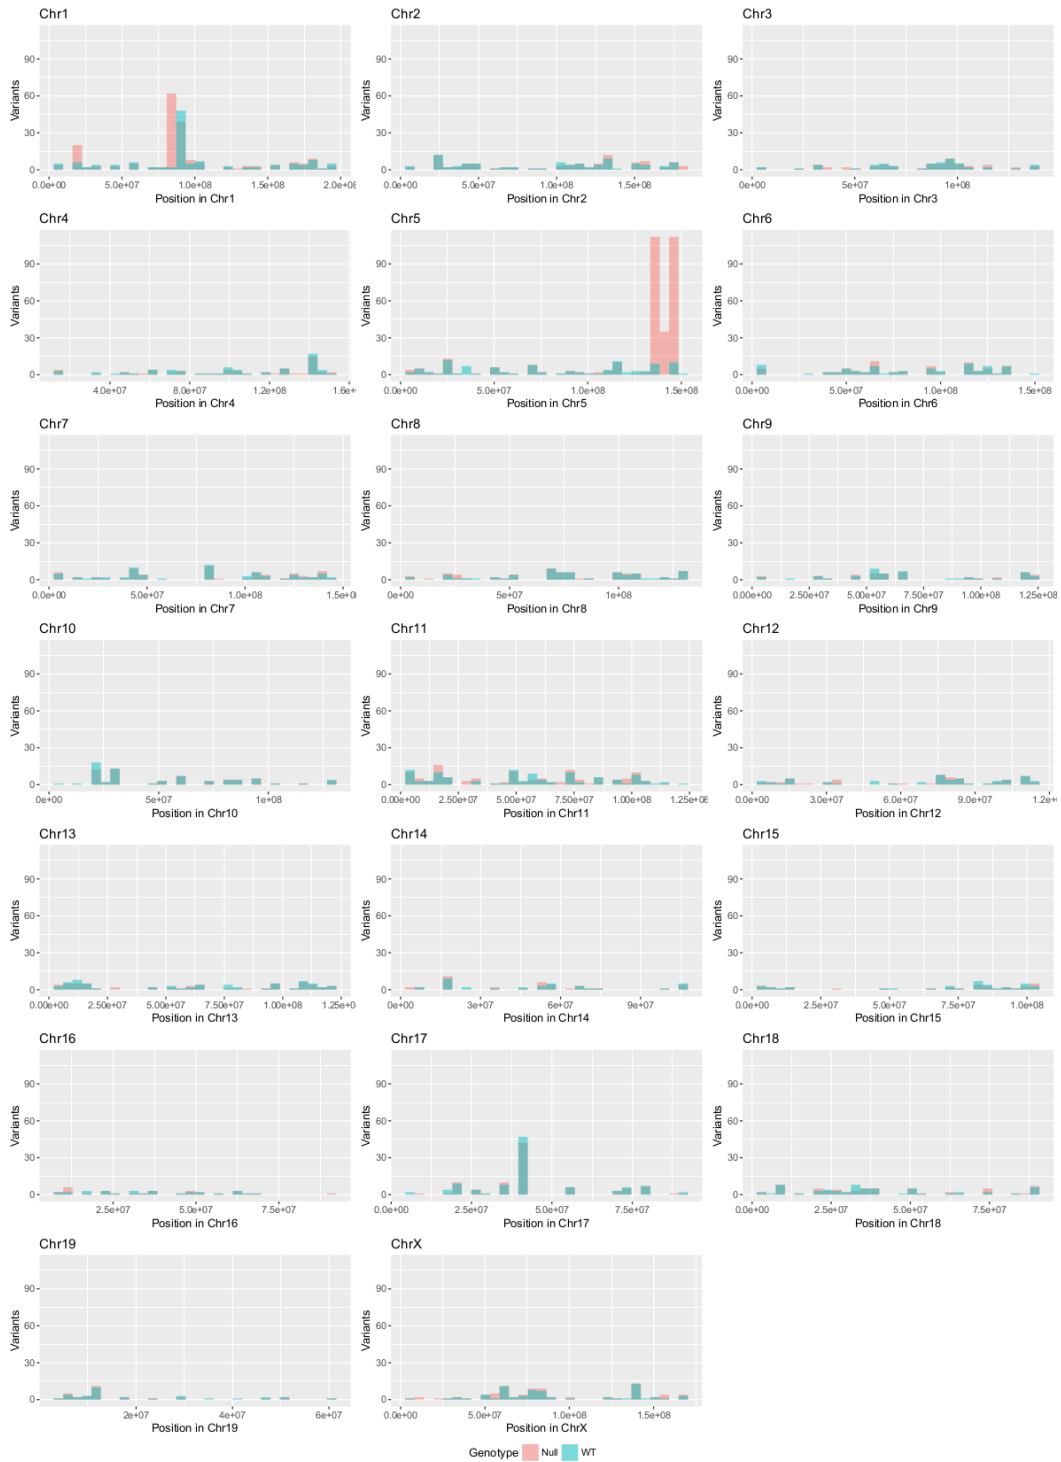 Chr1
Chr2
Chr3
90
60
30
0
Variants
0.0e+00 5.0e+07 1.0e+08 1.5e+08 2.0e+08
Position in Chr1
90
60
30
0
Variants
0.0e+00 5.0e+07 1.0e+08 1.5e+08
Position in Chr2
90
60
30
0
Variants
0e+00 5e+07 1e+08
Position in Chr3
Chr4
Chr5
Chr6
90
60
30
0
Variants
4.0e+07 8.0e+07 1.2e+08 1.6e+
Position in Chr4
90
60
30
0
Variants
0.0e+00 5.0e+07 1.0e+08 1.5e+08
Position in Chr5
90
60
30
0
Variants
0.0e+00 5.0e+07 1.0e+08 1.5e+08
Position in Chr6
Chr7
Chr8
Chr9
90
60
30
0
Variants
0.0e+00 5.0e+07 1.0e+08 1.5e+0
Position in Chr7
90
60
30
0
Variants
0e+00 5e+07 1e+08
Position in Chr8
90
60
30
0
Variants
0.00e+00 2.50e+07 5.00e+07 7.50e+07 1.00e+08 1.25e+08
Position in Chr9
Chr10
Chr11
Chr12
90
60
30
0
Variants
0e+00 5e+07 1e+08
Position in Chr10
90
60
30
0
Variants
0.00e+00 2.50e+07 5.00e+07 7.50e+07 1.00e+08 1.25e+08
Position in Chr11
90
60
30
0
Variants
0.0e+00 3.0e+07 6.0e+07 9.0e+07 1.2e+
Position in Chr12
Chr13
Chr14
Chr15
90
60
30
0
Variants
0.00e+00 2.50e+07 5.00e+07 7.50e+07 1.00e+08 1.25e+0
Position in Chr13
90
60
30
0
Variants
0e+00 3e+07 6e+07 9e+07
Position in Chr14
90
60
30
0
Variants
0.0e+00 2.5e+07 5.0e+07 7.5e+07 1.0e+08
Position in Chr15
Chr16
Chr17
Chr18
90
60
30
0
Variants
2.5e+07 5.0e+07 7.5e+07
Position in Chr16
90
60
30
0
Variants
0.0e+00 2.5e+07 5.0e+07 7.5e+07
Position in Chr17
90
60
30
0
Variants
0.0e+00 2.5e+07 5.0e+07 7.5e+07
Position in Chr18
Chr19
ChrX
90
60
30
0
Variants
2e+07 4e+07 6e+07
Position in Chr19
90
60
30
0
Variants
0.0e+00 5.0e+07 1.0e+08 1.5e+08
Position in ChrX
Genotype Null WT